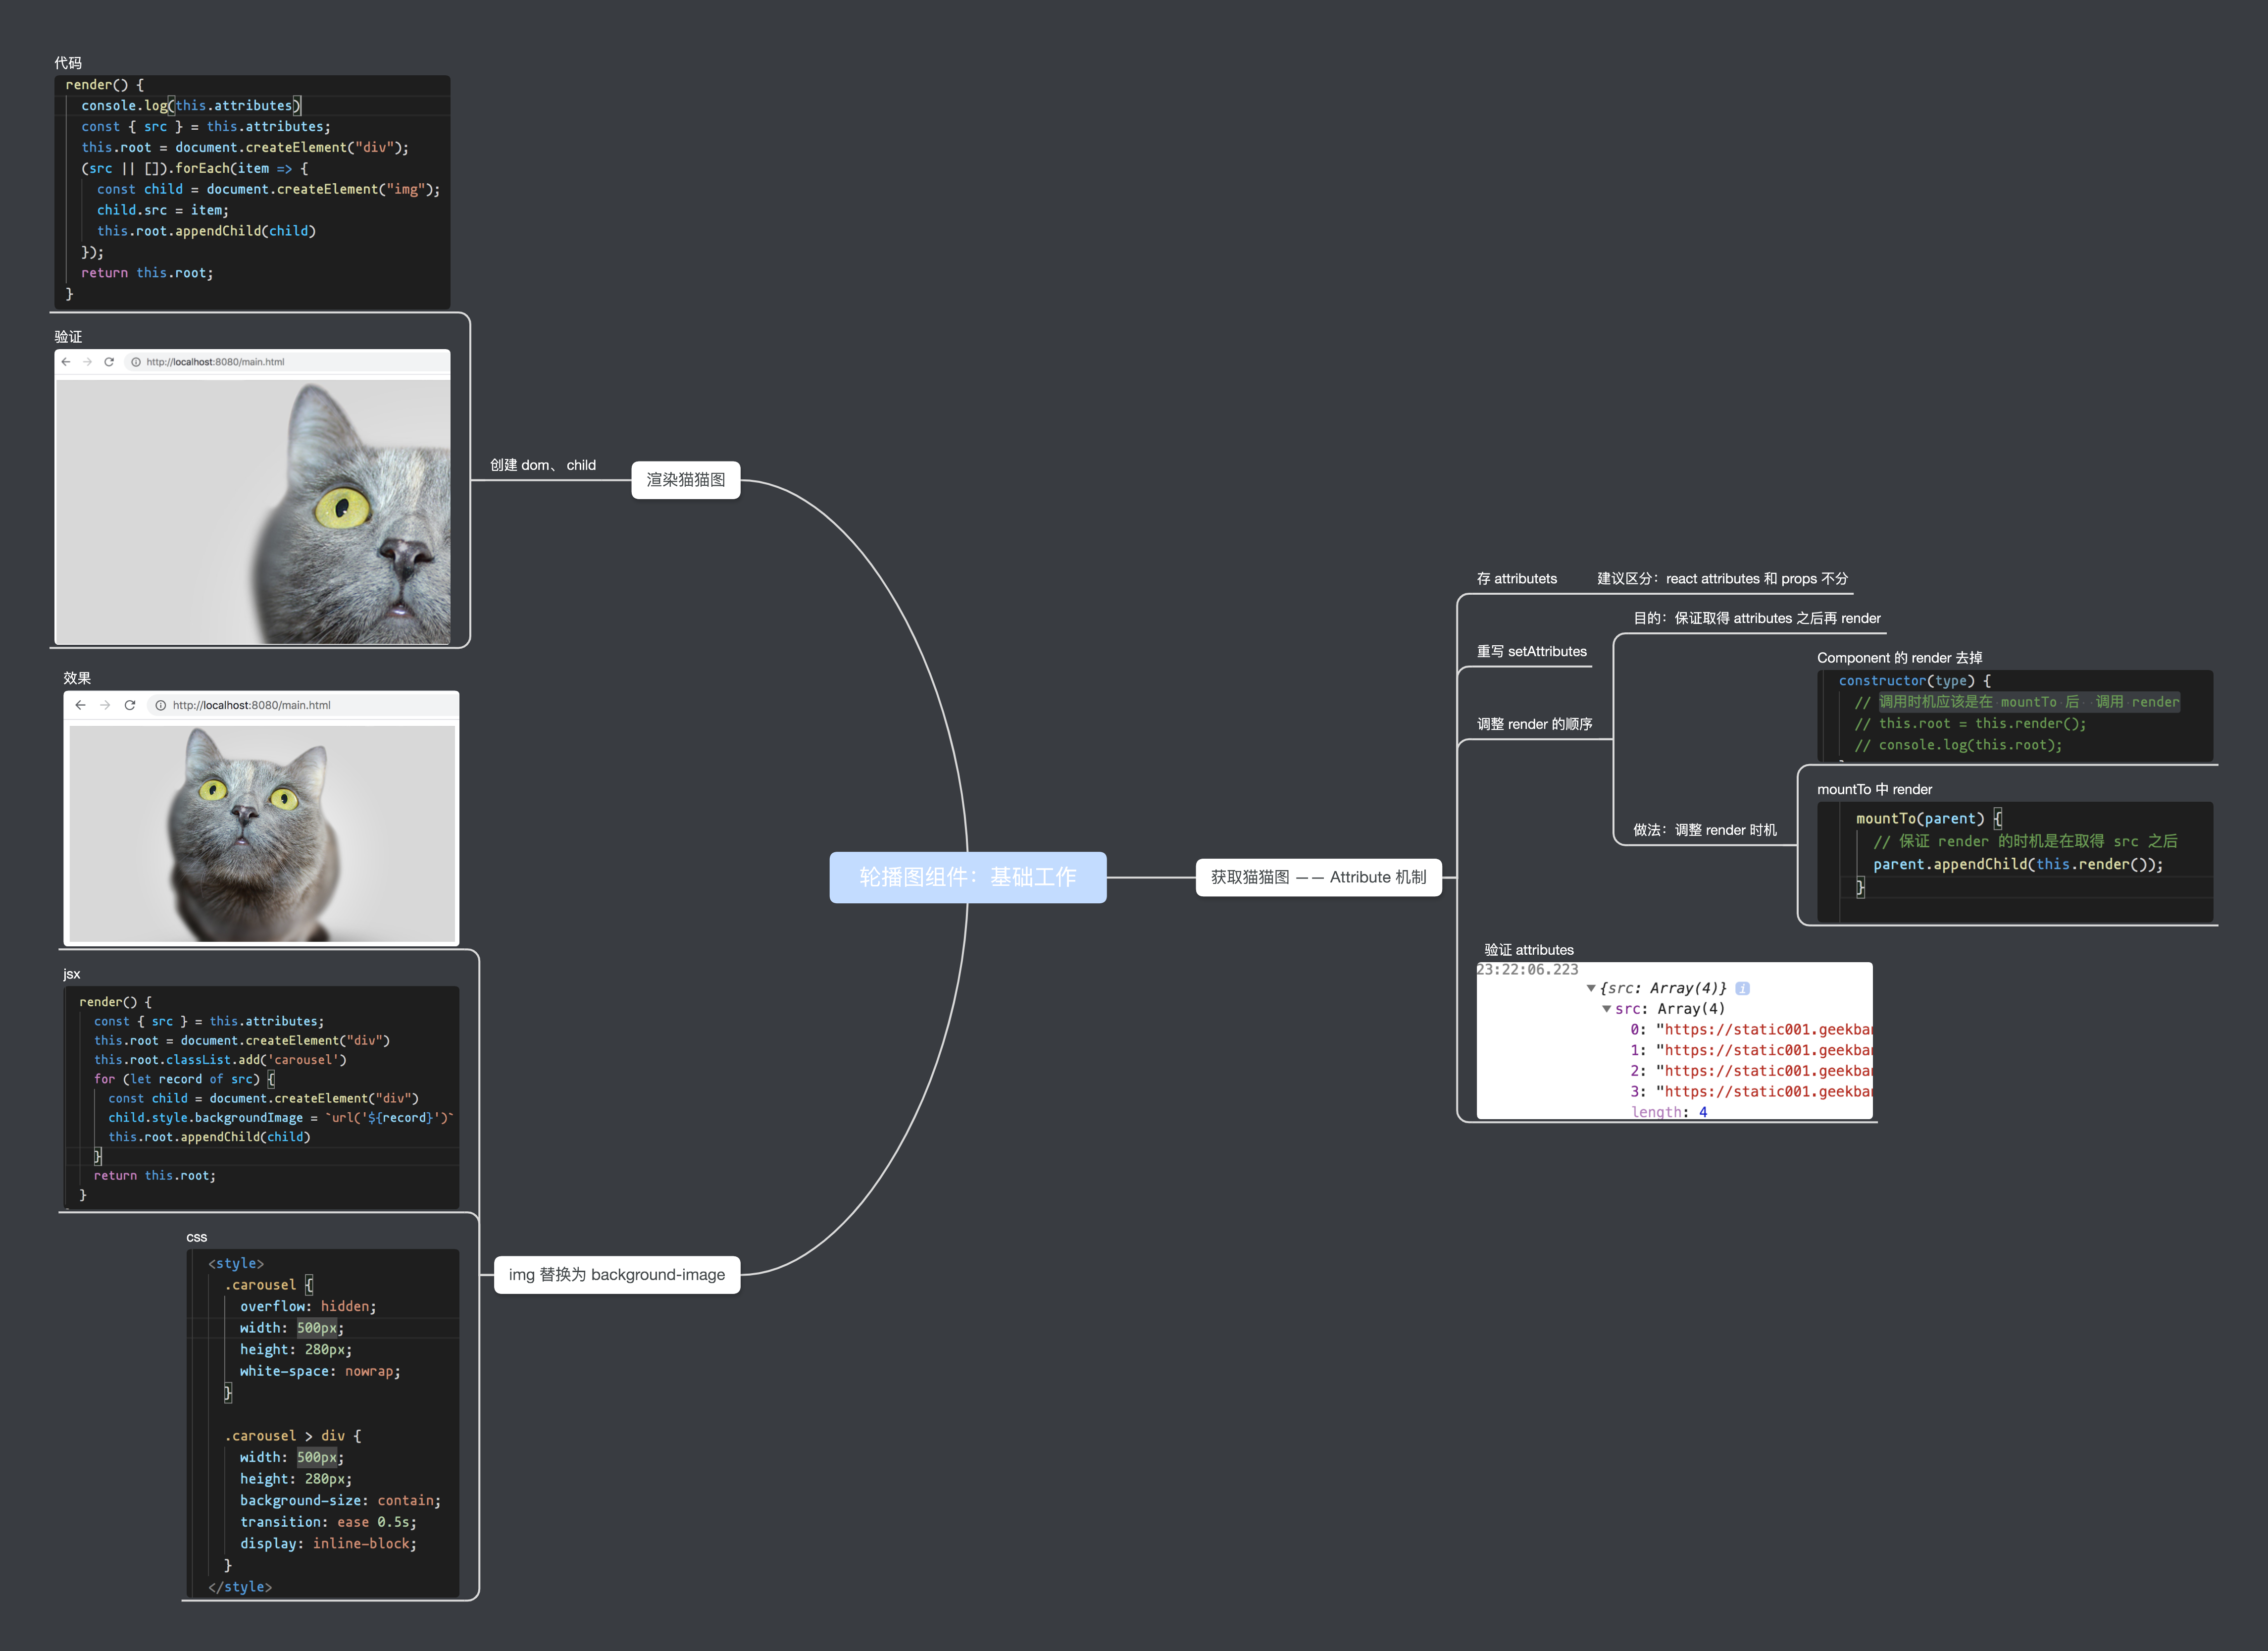 代码
render() {
console.log(this.attributes)
const { src } = this.attributes;
this.root = document.createElement("div");
(src || []).forEach(item => {
const child = document.createElement("img");
child.src = item;
this.root.appendChild(child)
});
return this.root;
}
验证
http://localhost:8080/main.html
创建 dom、 child
渲染猫猫图
效果
http://localhost:8080/main.html
jsx
render() {
const { src } = this.attributes;
this.root = document.createElement("div")
this.root.classList.add('carousel')
for (let record of src) {
const child = document.createElement("div")
child.style.backgroundImage = `url('${record}')`
this.root.appendChild(child)
}
return this.root;
}
css
<style>
.carousel {
overflow: hidden;
width: 500px;
height: 280px;
white-space: nowrap;
}
.carousel > div {
width: 500px;
height: 280px;
background-size: contain;
transition: ease 0.5s;
display: inline-block;
}
</style>
img 替换为 background-image
轮播图组件：基础工作
获取猫猫图 —— Attribute 机制
存 attributets
建议区分：react attributes 和 props 不分
重写 setAttributes
调整 render 的顺序
目的：保证取得 attributes 之后再 render
做法：调整 render 时机
Component 的 render 去掉
constructor(type) {
// 调用时机应该是在 mountTo 后 调用 render
// this.root = this.render();
// console.log(this.root);
mountTo 中 render
mountTo(parent) {
// 保证 render 的时机是在取得 src 之后
parent.appendChild(this.render());
}
验证 attributes
23:22:06.223
{src: Array(4)}
src: Array(4)
0: "https://static001.geekba
1: "https://static001.geekba
2: "https://static001.geekba
3: "https://static001.geekba
length: 4